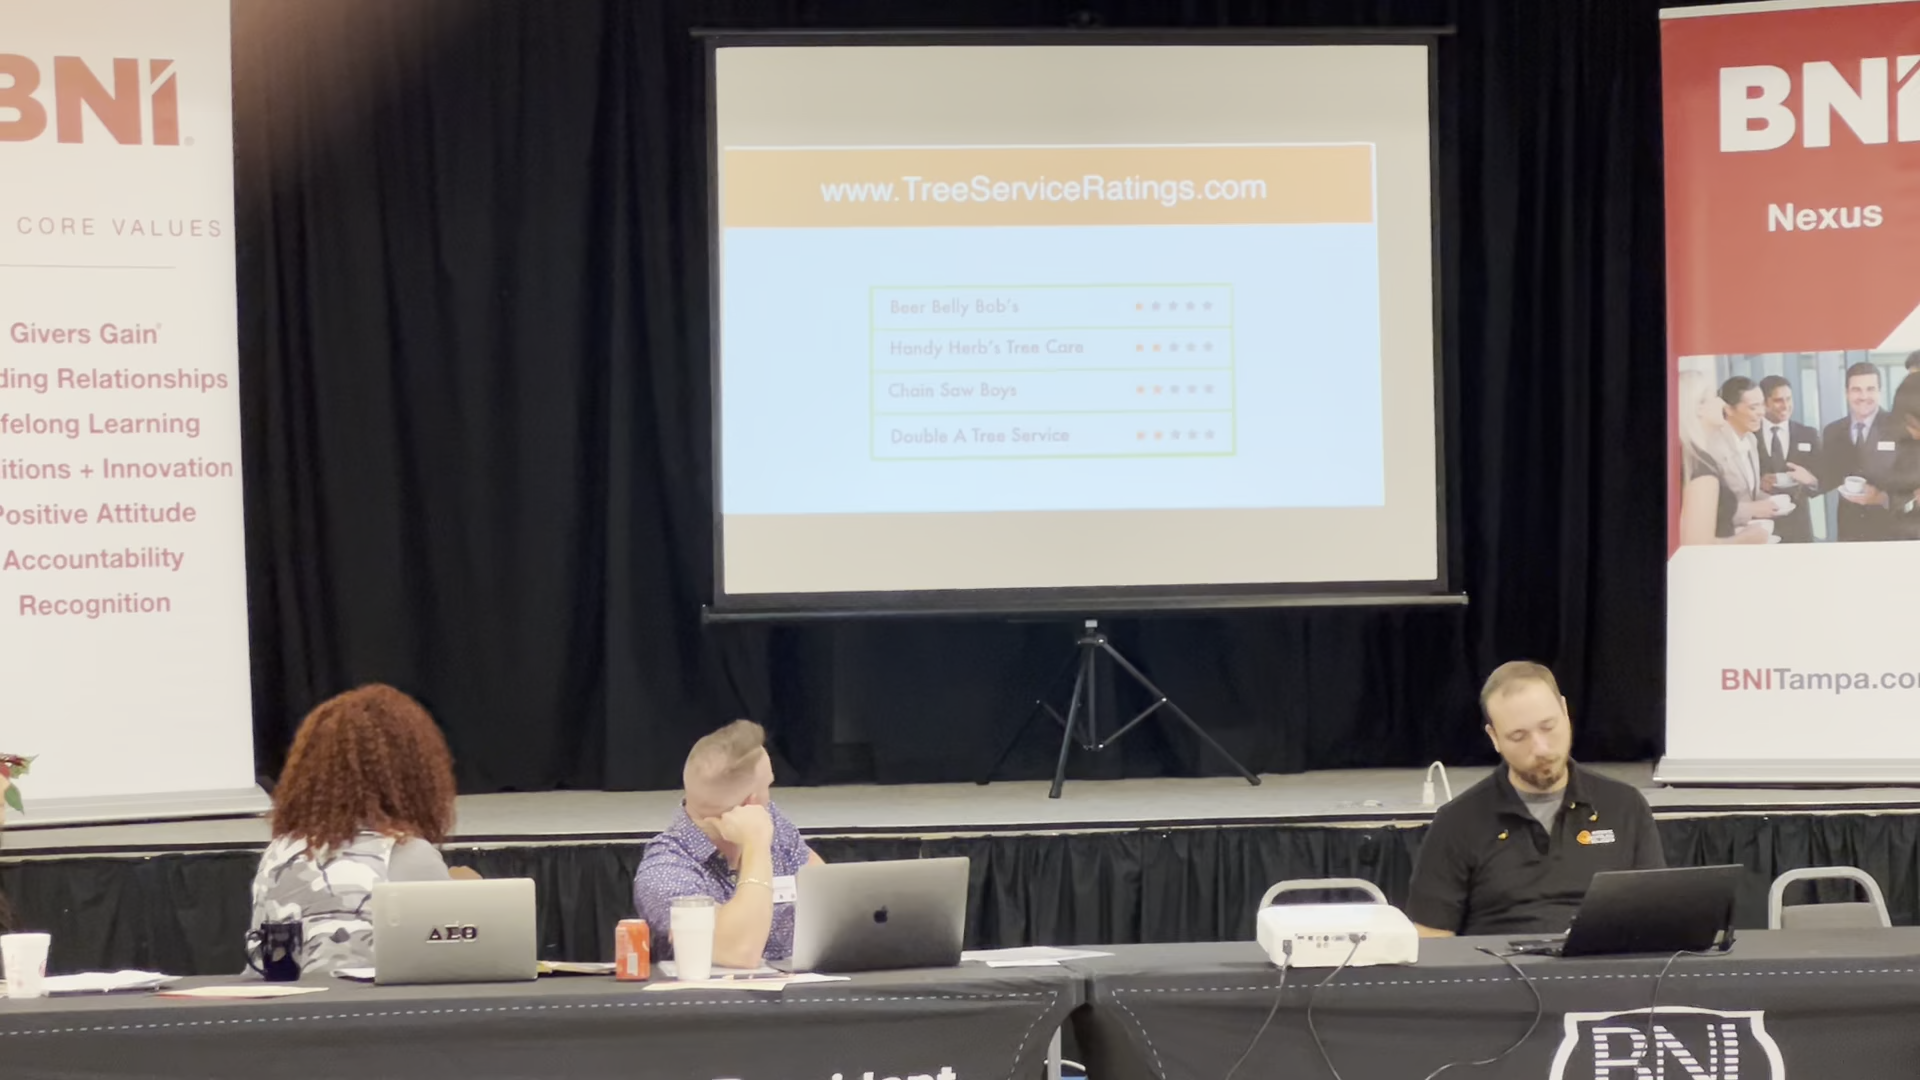 BNI
CORE VALUES
Givers Gain®
ding Relationships
felong Learning
itions + Innovation
Positive Attitude
Accountability
Recognition
www.TreeServiceRatings.com
Beer Belly Bob's
Handy Herb's Tree Care
Chain Saw Boys
Double A Tree Service
BNI
Nexus
BNITampa.co
ΔΣΘ
BNI